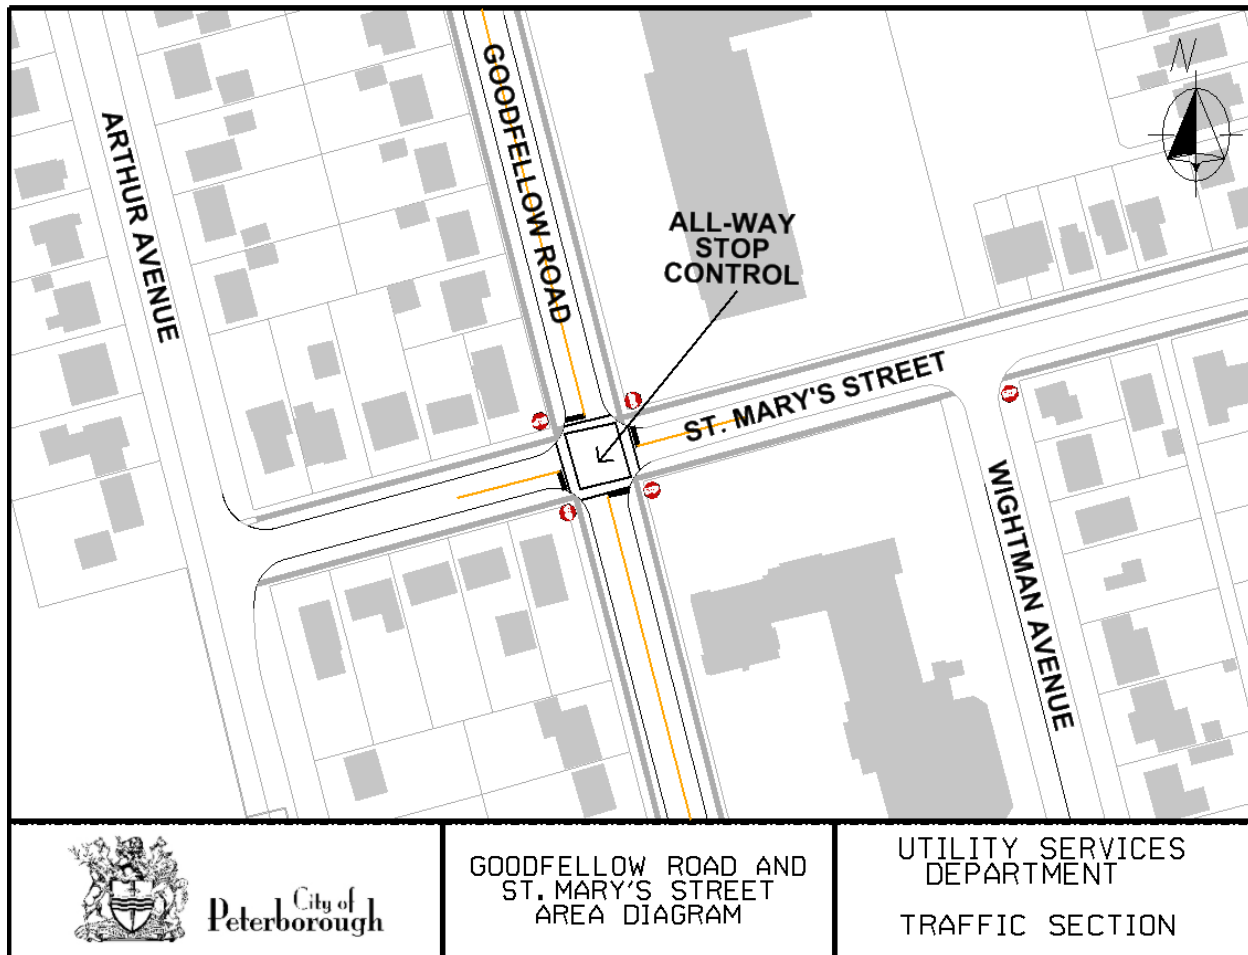 N
GOODFELLOW ROAD
ARTHUR AVENUE
ALL-WAY
STOP
CONTROL
ST. MARY'S STREET
WIGHTMAN AVENUE
City of
Peterborough
GOODFELLOW ROAD AND
ST. MARY'S STREET
AREA DIAGRAM
UTILITY SERVICES
DEPARTMENT
TRAFFIC SECTION